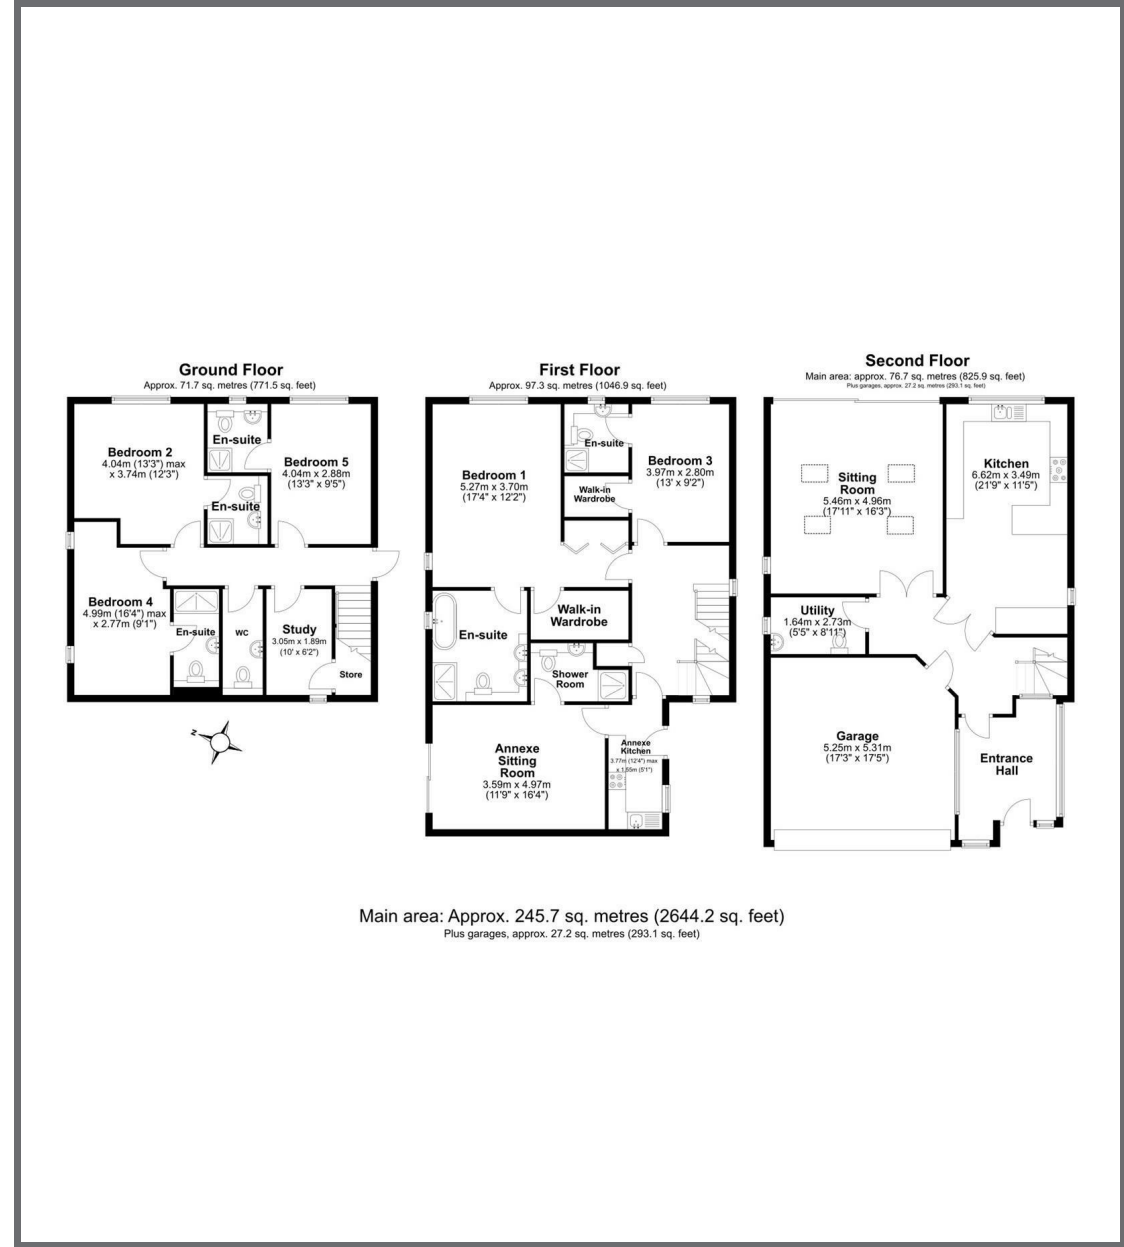 Ground Floor
Approx. 71.7 sq. metres (771.5 sq. feet)
Bedroom 2
4.04m (13'3") max
x 3.74m (12'3")
En-suite
Bedroom 5
4.04m x 2.88m
(13'3" x 9'5")
En-suite
Bedroom 4
4.99m (16'4") max
x 2.77m (9'1")
En-suite
WC
Study
3.05m x 1.89m
(10' x 6'2")
Store
N
First Floor
Approx. 97.3 sq. metres (1046.9 sq. feet)
Bedroom 1
5.27m x 3.70m
(17'4" x 12'2")
En-suite
Walk-in
Wardrobe
Bedroom 3
3.97m x 2.80m
(13' x 9'2")
En-suite
Walk-in
Wardrobe
Shower
Room
Annexe
Sitting
Room
3.59m x 4.97m
(11'9" x 16'4")
Annexe
Kitchen
3.77m (12'4") max
x 1.55m (5'1")
Second Floor
Main area: approx. 76.7 sq. metres (825.9 sq. feet)
Plus garages, approx. 27.2 sq. metres (293.1 sq. feet)
Sitting
Room
5.46m x 4.96m
(17'11" x 16'3")
Kitchen
6.62m x 3.49m
(21'9" x 11'5")
Utility
1.64m x 2.73m
(5'5" x 8'11")
Garage
5.25m x 5.31m
(17'3" x 17'5")
Entrance
Hall
Main area: Approx. 245.7 sq. metres (2644.2 sq. feet)
Plus garages, approx. 27.2 sq. metres (293.1 sq. feet)